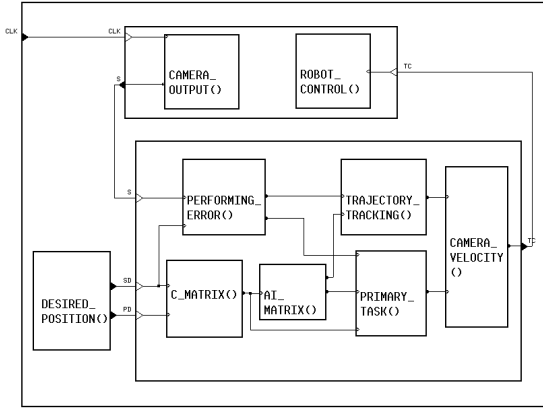 CLK
CLK
CAMERA_
OUTPUT()
ROBOT_
CONTROL()
TC
S
S
PERFORMING_
ERROR()
TRAJECTORY_
TRACKING()
CAMERA_
VELOCITY
()
TC
SD
PD
DESIRED_
POSITION()
C_MATRIX()
AI_
MATRIX()
PRIMARY_
TASK()